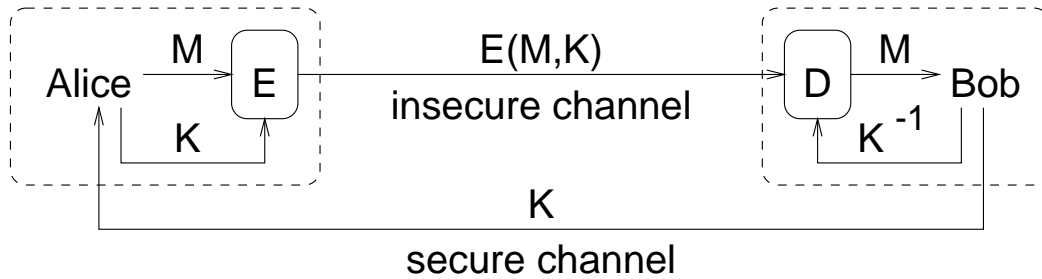 M E(M,K) M
Alice E D Bob
insecure channel
K K -1
K
secure channel